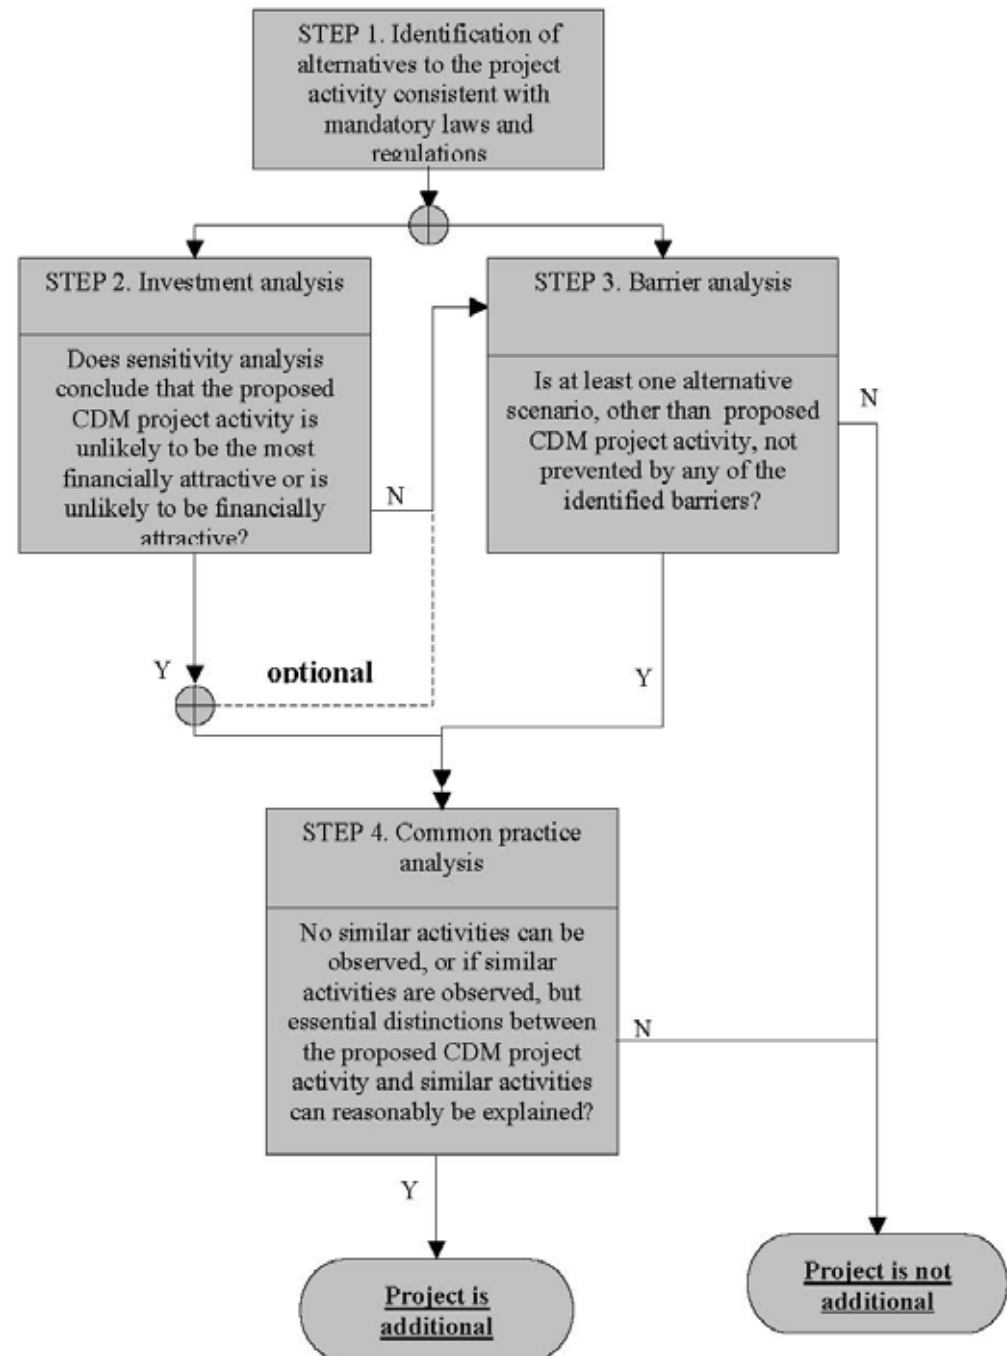 STEP 1. Identification of
alternatives to the project
activity consistent with
mandatory laws and
regulations
STEP 2. Investment analysis
Does sensitivity analysis
conclude that the proposed
CDM project activity is
unlikely to be the most
financially attractive or is
unlikely to be financially
attractive?
N
Y
optional
STEP 3. Barrier analysis
Is at least one alternative
scenario, other than proposed
CDM project activity, not
prevented by any of the
identified barriers?
N
Y
STEP 4. Common practice
analysis
No similar activities can be
observed, or if similar
activities are observed, but
essential distinctions between
the proposed CDM project
activity and similar activities
can reasonably be explained?
N
Y
Project is
additional
Project is not
additional